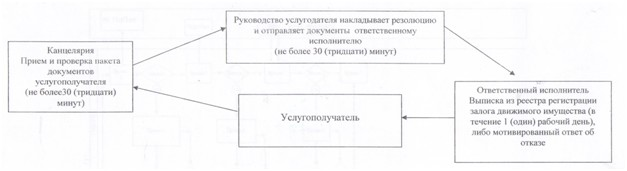 Канцелярия
Прием и проверка пакета
документов
услугополучателя
(не более30 (тридцати)
минут)
Руководство услугодателя накладывает резолюцию
и отправляет документы ответственному
исполнителю
(не более 30 (тридцати) минут)
Ответственный исполнитель
Выписка из реестра регистрации
залога движимого имущества (в
течение 1 (один) рабочий день),
либо мотивированный ответ об
отказе
Услугополучатель